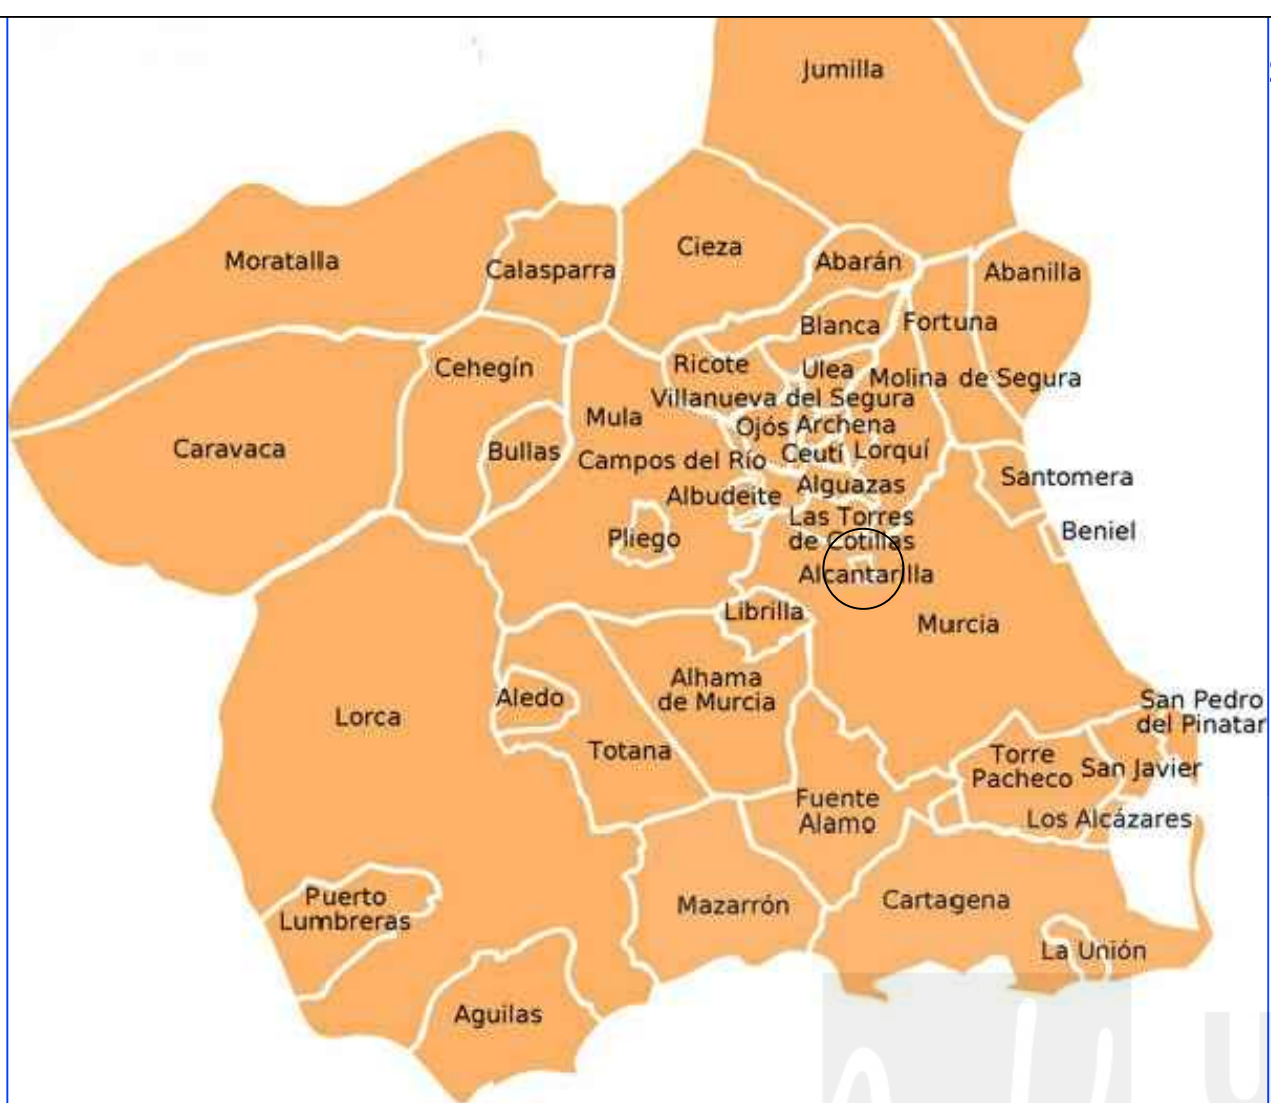 Jumilla
Moratalla
Calasparra
Cieza
Abarán
Abanilla
Blanca
Fortuna
Cehegín
Ricote
Ulea
Molina de Segura
Villanueva del Segura
Mula
Ojós
Archena
Caravaca
Bullas
Campos del Río
Ceutí
Lorquí
Santomera
Albudeite
Alguazas
Las Torres
de Cotillas
Beniel
Pliego
Alcantarilla
Librilla
Murcia
Alhama
de Murcia
Aledo
Lorca
San Pedro
del Pinatar
Totana
Torre
Pacheco
San Javier
Fuente
Alamo
Los Alcázares
Puerto
Lumbreras
Mazarrón
Cartagena
La Unión
Aguilas